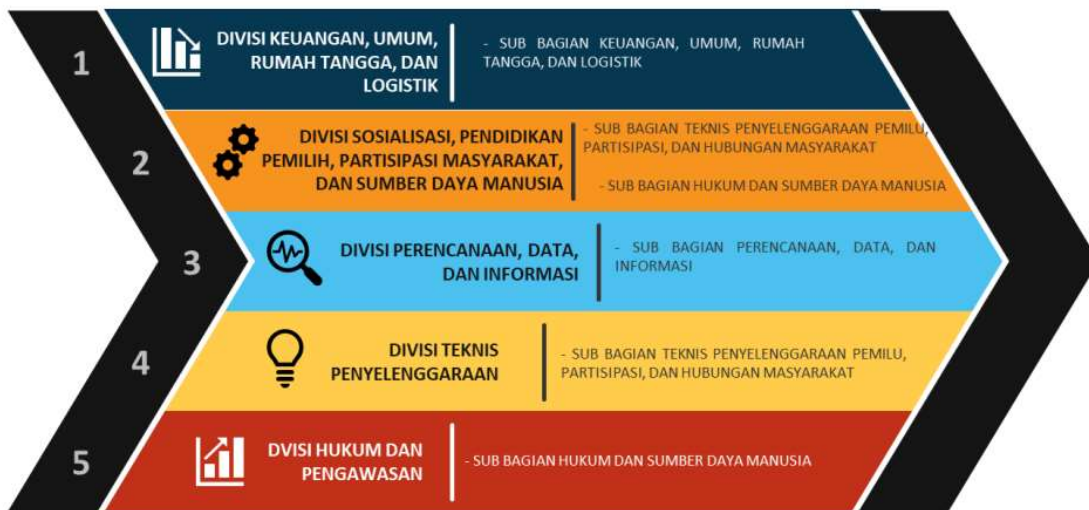 1
DIVISI KEUANGAN, UMUM,
RUMAH TANGGA, DAN
LOGISTIK
- SUB BAGIAN KEUANGAN, UMUM, RUMAH
TANGGA, DAN LOGISTIK
2
DIVISI SOSIALISASI, PENDIDIKAN
PEMILIH, PARTISIPASI MASYARAKAT,
DAN SUMBER DAYA MANUSIA
- SUB BAGIAN TEKNIS PENYELENGGARAAN PEMILU,
PARTISIPASI, DAN HUBUNGAN MASYARAKAT
- SUB BAGIAN HUKUM DAN SUMBER DAYA MANUSIA
3
DIVISI PERENCANAAN, DATA,
DAN INFORMASI
- SUB BAGIAN PERENCANAAN, DATA, DAN
INFORMASI
4
DIVISI TEKNIS
PENYELENGGARAAN
- SUB BAGIAN TEKNIS PENYELENGGARAAN PEMILU,
PARTISIPASI, DAN HUBUNGAN MASYARAKAT
5
DVISI HUKUM DAN
PENGAWASAN
- SUB BAGIAN HUKUM DAN SUMBER DAYA MANUSIA